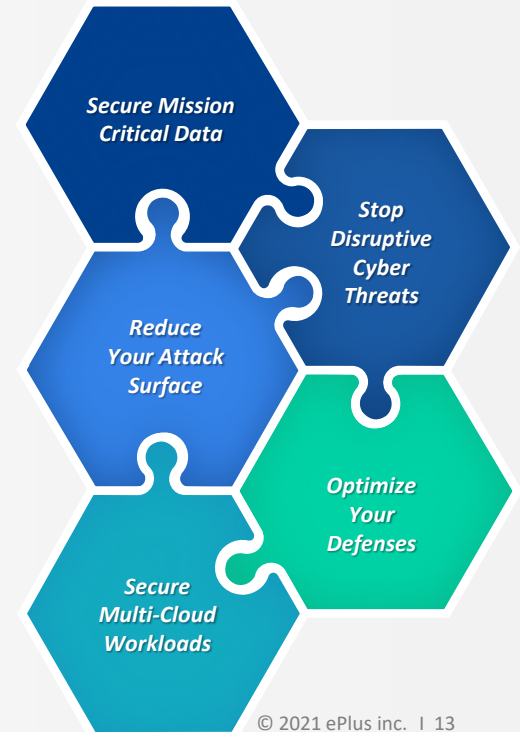 Secure Mission
Critical Data
Stop
Disruptive
Cyber
Threats
Reduce
Your Attack
Surface
Optimize
Your
Defenses
Secure
Multi-Cloud
Workloads
© 2021 ePlus inc. I 13